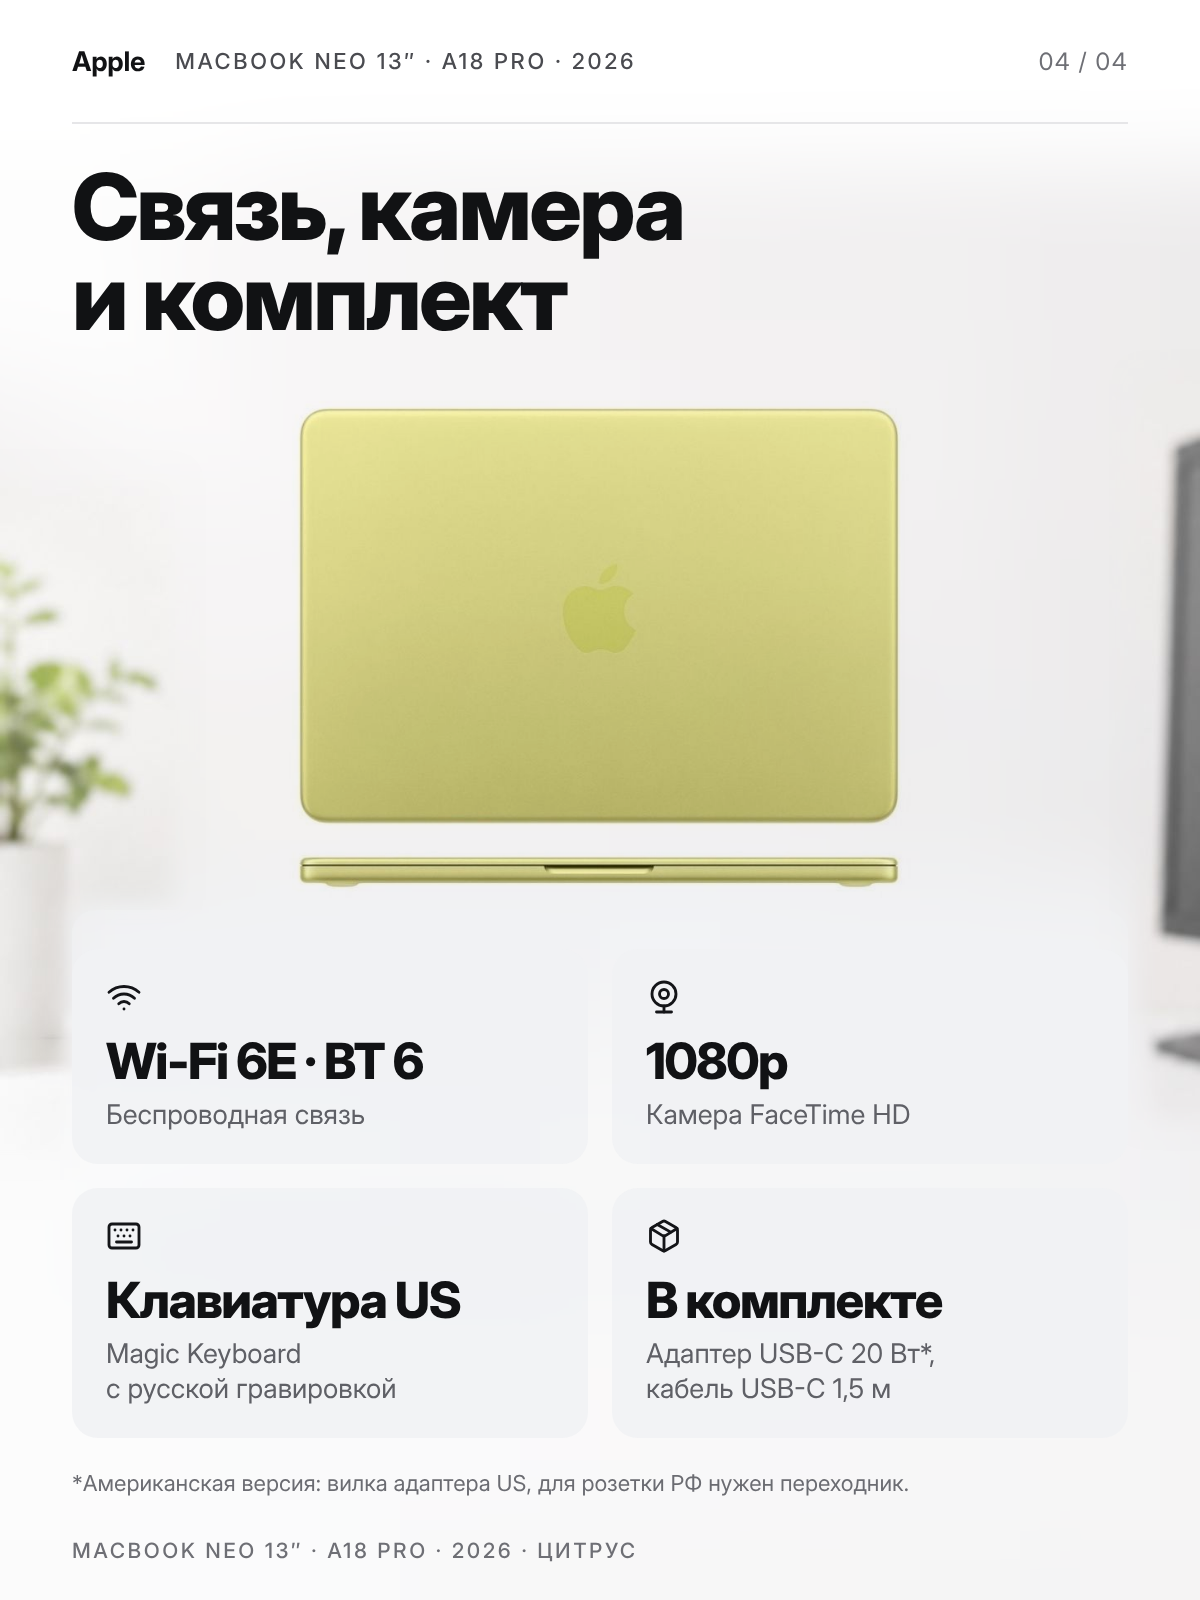 Apple MACBOOK NEO 13″ · A18 PRO · 2026 04 / 04
Связь, камера
и комплект
Wi-Fi 6E · BT 6
Беспроводная связь
1080p
Камера FaceTime HD
Клавиатура US
Magic Keyboard
с русской гравировкой
В комплекте
Адаптер USB-C 20 Вт*,
кабель USB-C 1,5 м
*Американская версия: вилка адаптера US, для розетки РФ нужен переходник.
MACBOOK NEO 13″ · A18 PRO · 2026 · ЦИТРУС